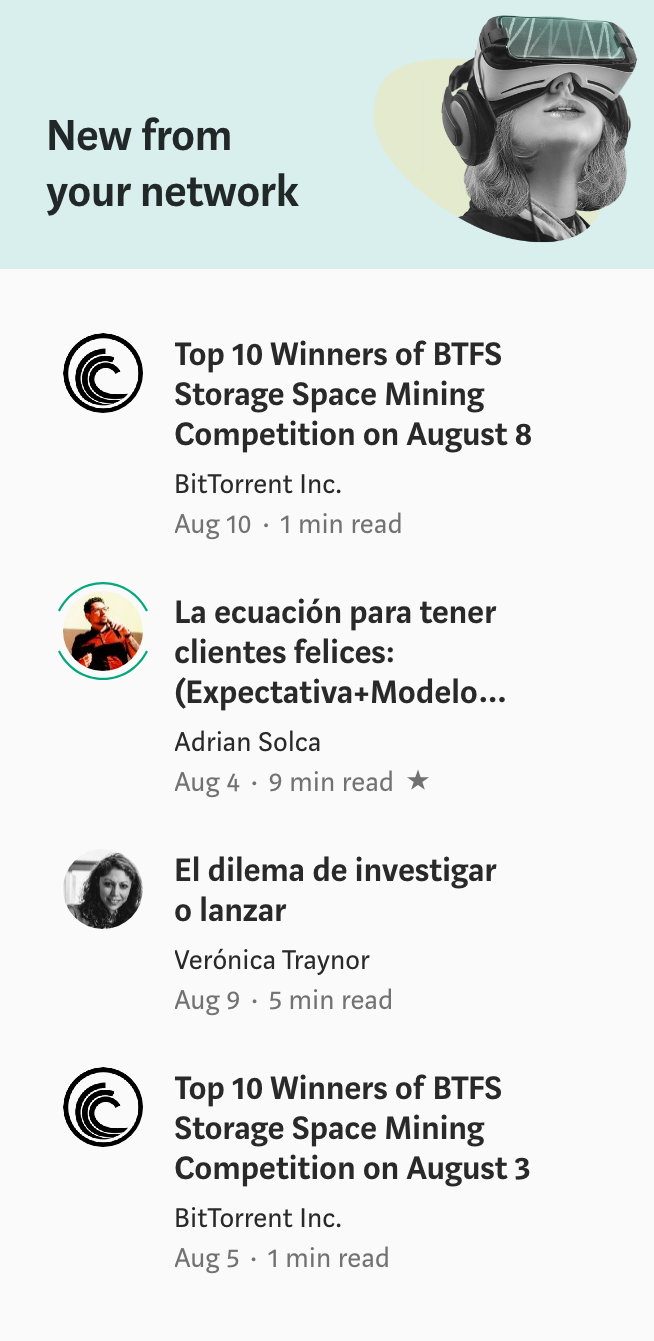 New from
your network
Top 10 Winners of BTFS
Storage Space Mining
Competition on August 8
BitTorrent Inc.
Aug 10 · 1 min read
La ecuación para tener
clientes felices:
(Expectativa+Modelo...
Adrian Solca
Aug 4 · 9 min read ★
El dilema de investigar
o lanzar
Verónica Traynor
Aug 9 · 5 min read
Top 10 Winners of BTFS
Storage Space Mining
Competition on August 3
BitTorrent Inc.
Aug 5 · 1 min read